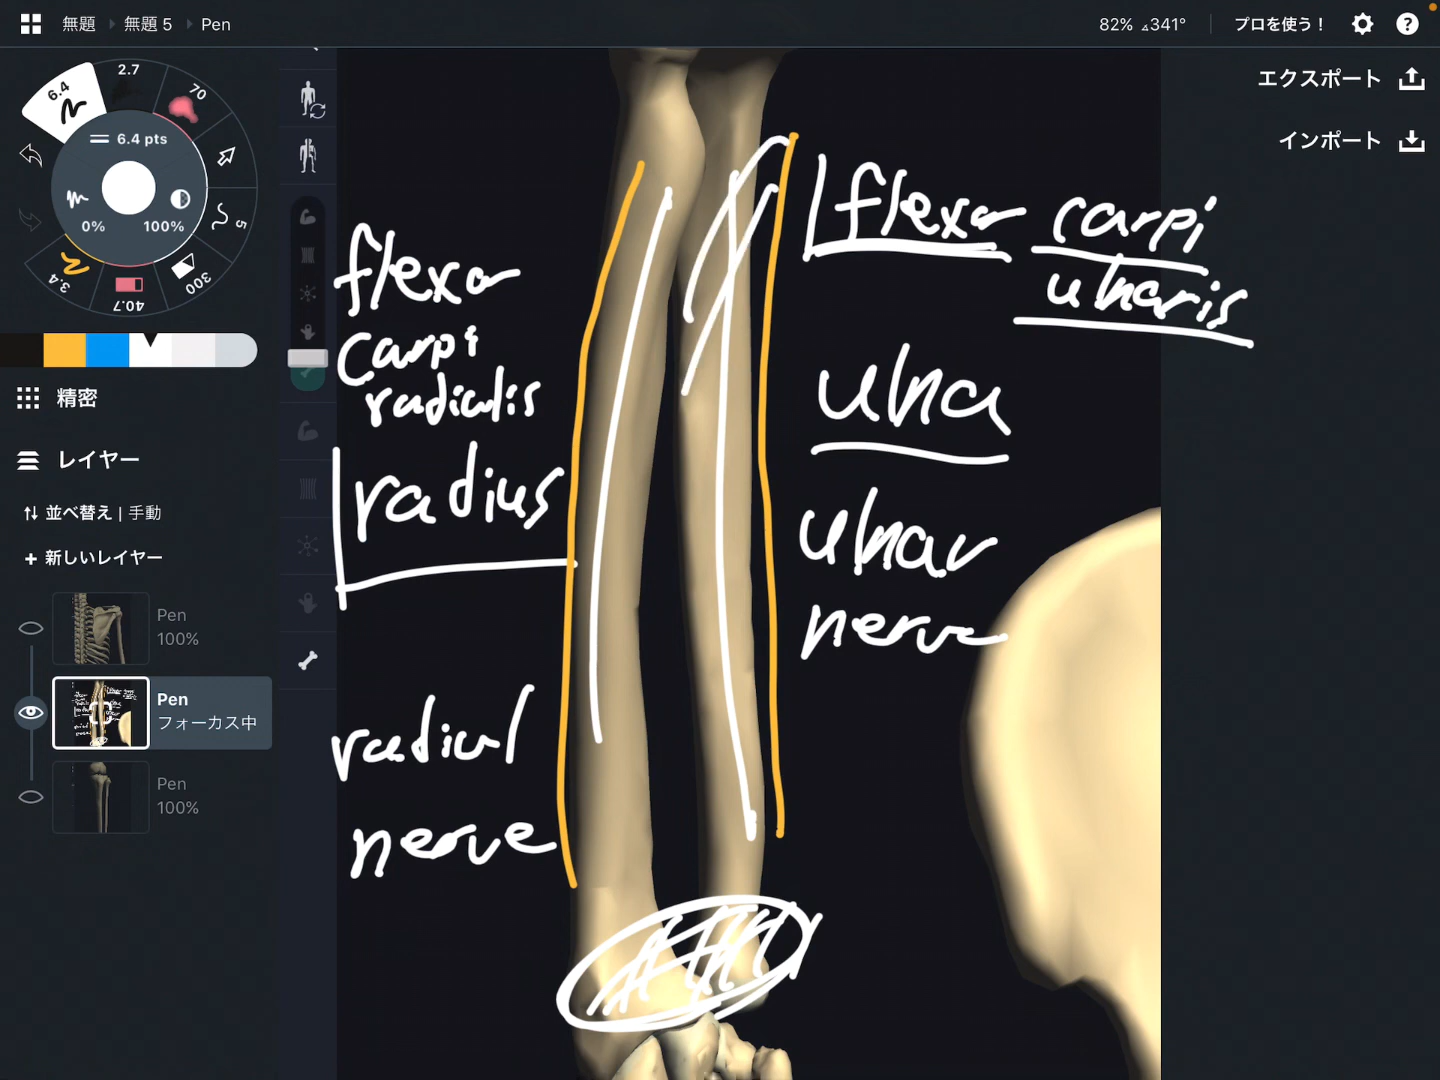 無題 無題 5 Pen
82% ⦟341°
プロを使う！
エクスポート
インポート
6.4
2.7
70
6.4 pts
0% 100%
5
300
40.7
3.4
精密
レイヤー
並べ替え | 手動
+ 新しいレイヤー
Pen
100%
Pen
フォーカス中
Pen
100%
flexor
carpi
radialis
radius
radial
nerve
flexor carpi
ulnaris
ulna
ulnar
nerve